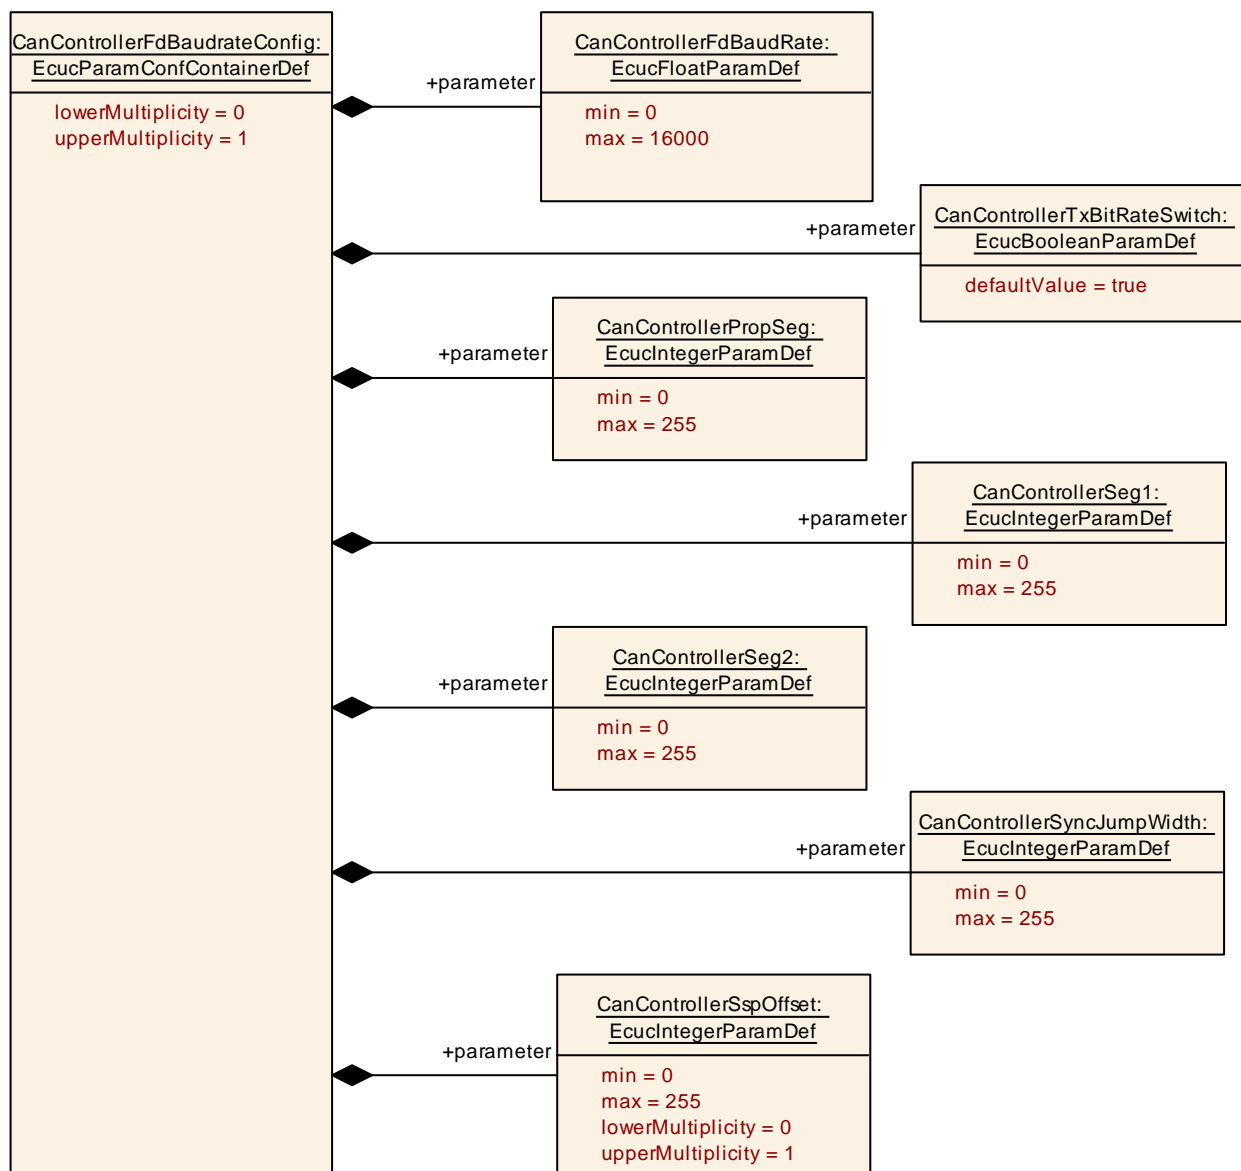 CanControllerFdBaudrateConfig:
EcucParamConfContainerDef
lowerMultiplicity = 0
upperMultiplicity = 1
+parameter
CanControllerFdBaudRate:
EcucFloatParamDef
min = 0
max = 16000
+parameter
CanControllerTxBitRateSwitch:
EcucBooleanParamDef
defaultValue = true
+parameter
CanControllerPropSeg:
EcucIntegerParamDef
min = 0
max = 255
+parameter
CanControllerSeg1:
EcucIntegerParamDef
min = 0
max = 255
+parameter
CanControllerSeg2:
EcucIntegerParamDef
min = 0
max = 255
+parameter
CanControllerSyncJumpWidth:
EcucIntegerParamDef
min = 0
max = 255
+parameter
CanControllerSspOffset:
EcucIntegerParamDef
min = 0
max = 255
lowerMultiplicity = 0
upperMultiplicity = 1